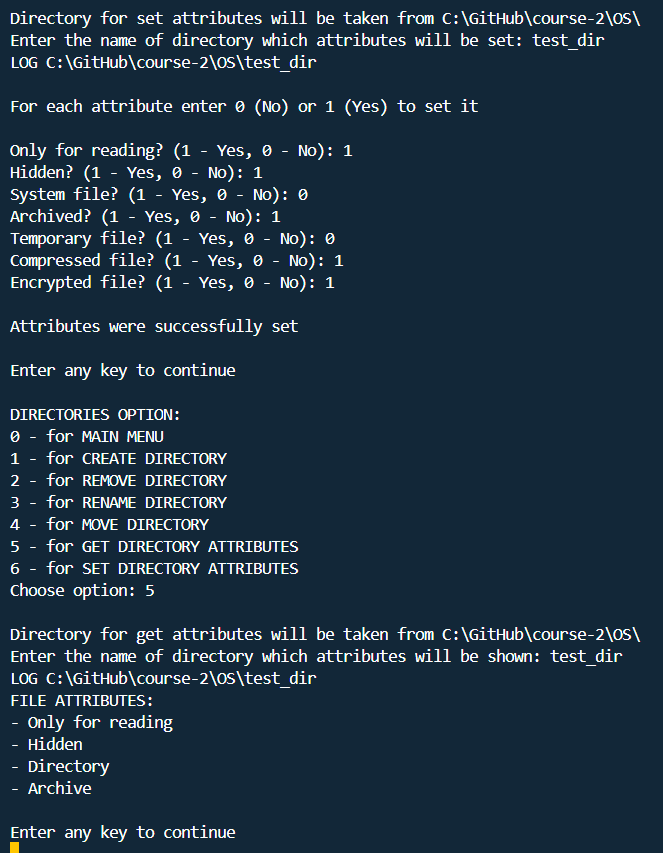 Directory for set attributes will be taken from C:\GitHub\course-2\OS\
Enter the name of directory which attributes will be set: test_dir
LOG C:\GitHub\course-2\OS\test_dir
For each attribute enter 0 (No) or 1 (Yes) to set it
Only for reading? (1 - Yes, 0 - No): 1
Hidden? (1 - Yes, 0 - No): 1
System file? (1 - Yes, 0 - No): 0
Archived? (1 - Yes, 0 - No): 1
Temporary file? (1 - Yes, 0 - No): 0
Compressed file? (1 - Yes, 0 - No): 1
Encrypted file? (1 - Yes, 0 - No): 1
Attributes were successfully set
Enter any key to continue
DIRECTORIES OPTION:
0 - for MAIN MENU
1 - for CREATE DIRECTORY
2 - for REMOVE DIRECTORY
3 - for RENAME DIRECTORY
4 - for MOVE DIRECTORY
5 - for GET DIRECTORY ATTRIBUTES
6 - for SET DIRECTORY ATTRIBUTES
Choose option: 5
Directory for get attributes will be taken from C:\GitHub\course-2\OS\
Enter the name of directory which attributes will be shown: test_dir
LOG C:\GitHub\course-2\OS\test_dir
FILE ATTRIBUTES:
- Only for reading
- Hidden
- Directory
- Archive
Enter any key to continue